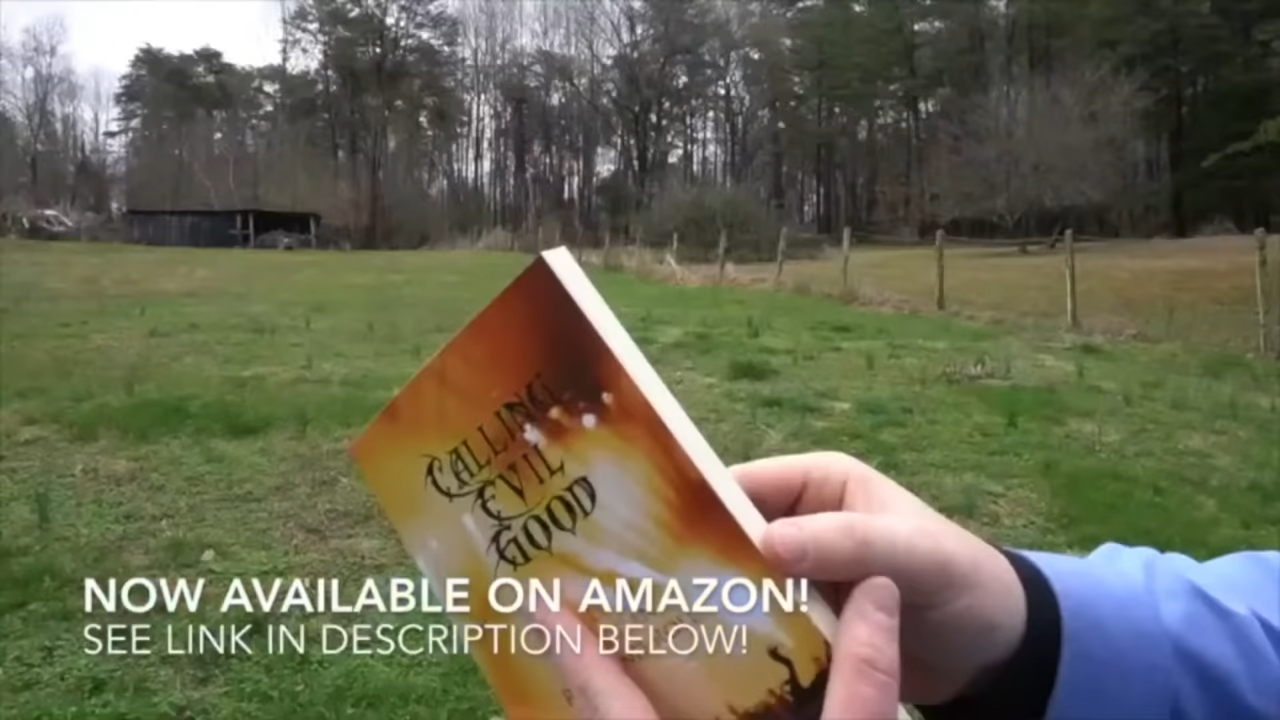 CALLING
EVIL
GOOD
NOW AVAILABLE ON AMAZON!
SEE LINK IN DESCRIPTION BELOW!